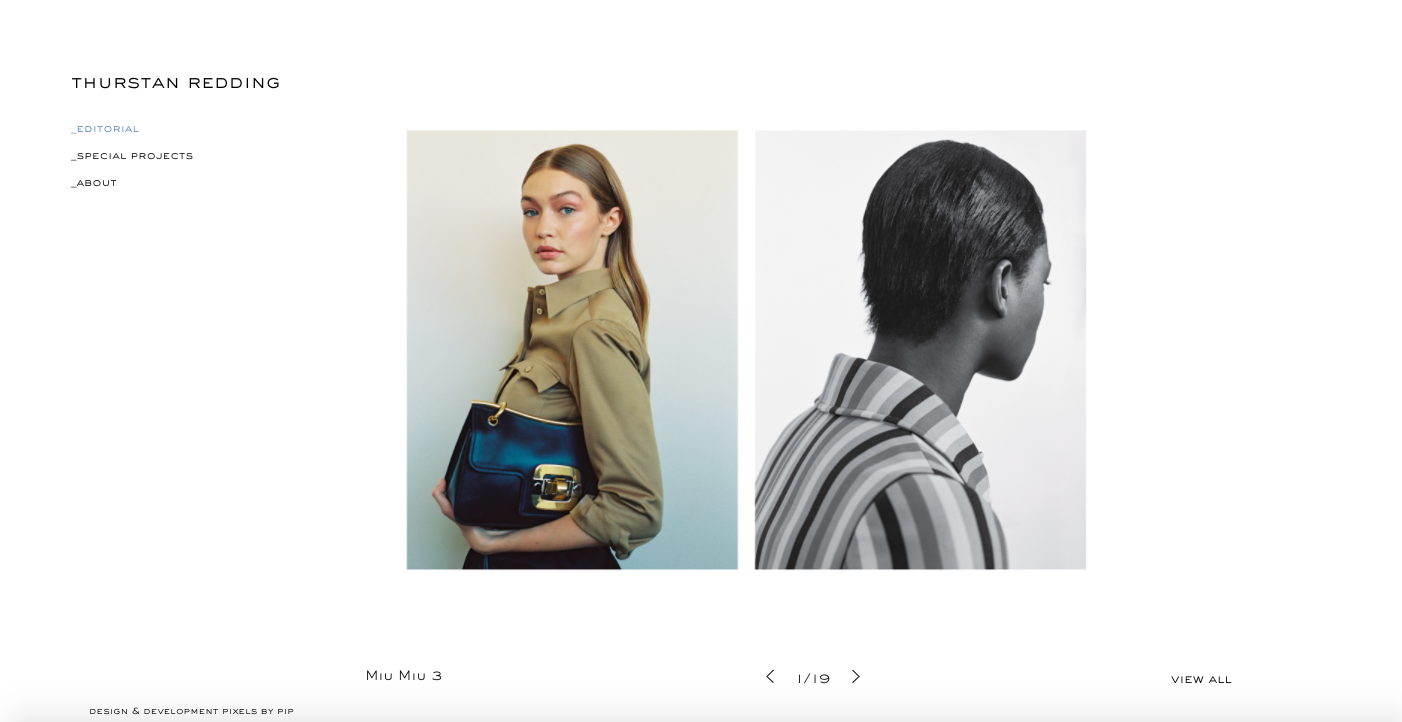 THURSTAN REDDING
_EDITORIAL
_SPECIAL PROJECTS
_ABOUT
Miu Miu 3
1/19
VIEW ALL
DESIGN & DEVELOPMENT PIXELS BY PIP